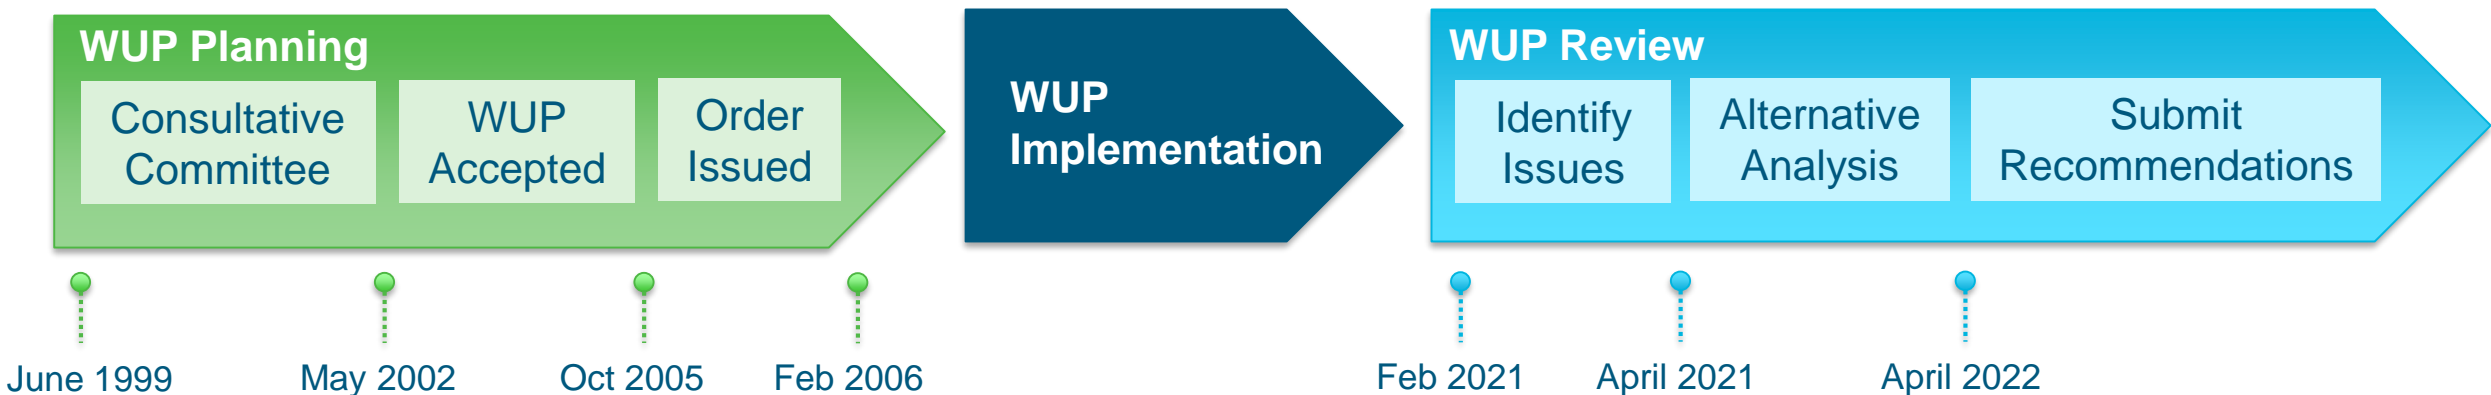 WUP Planning
Consultative
Committee
WUP
Accepted
Order
Issued
WUP
Implementation
WUP Review
Identify
Issues
Alternative
Analysis
Submit
Recommendations
June 1999
May 2002
Oct 2005
Feb 2006
Feb 2021
April 2021
April 2022